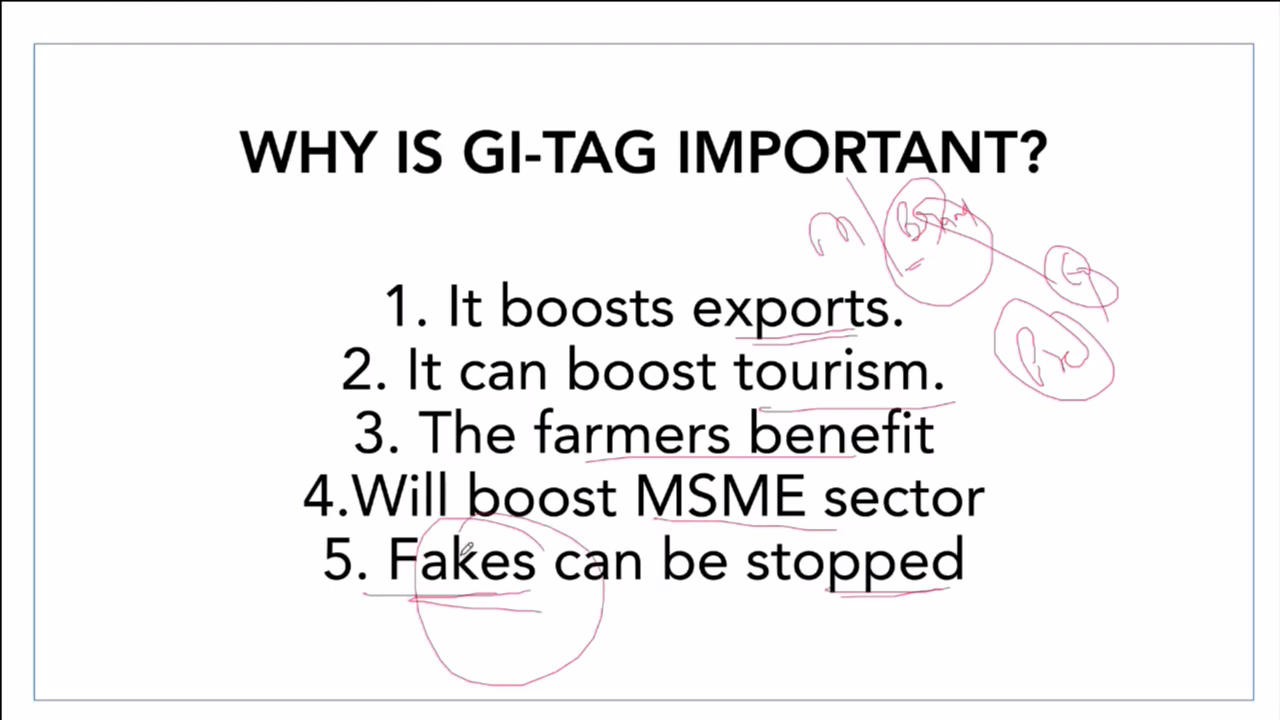 WHY IS GI-TAG IMPORTANT?
Brand
1. It boosts exports.
2. It can boost tourism.
3. The farmers benefit
4.Will boost MSME sector
5. Fakes can be stopped